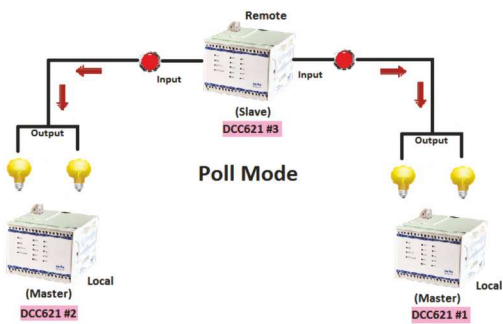 Remote
Input
Input
(Slave)
DCC621 #3
Output
Output
Poll Mode
Local
(Master)
DCC621 #2
Local
(Master)
DCC621 #1